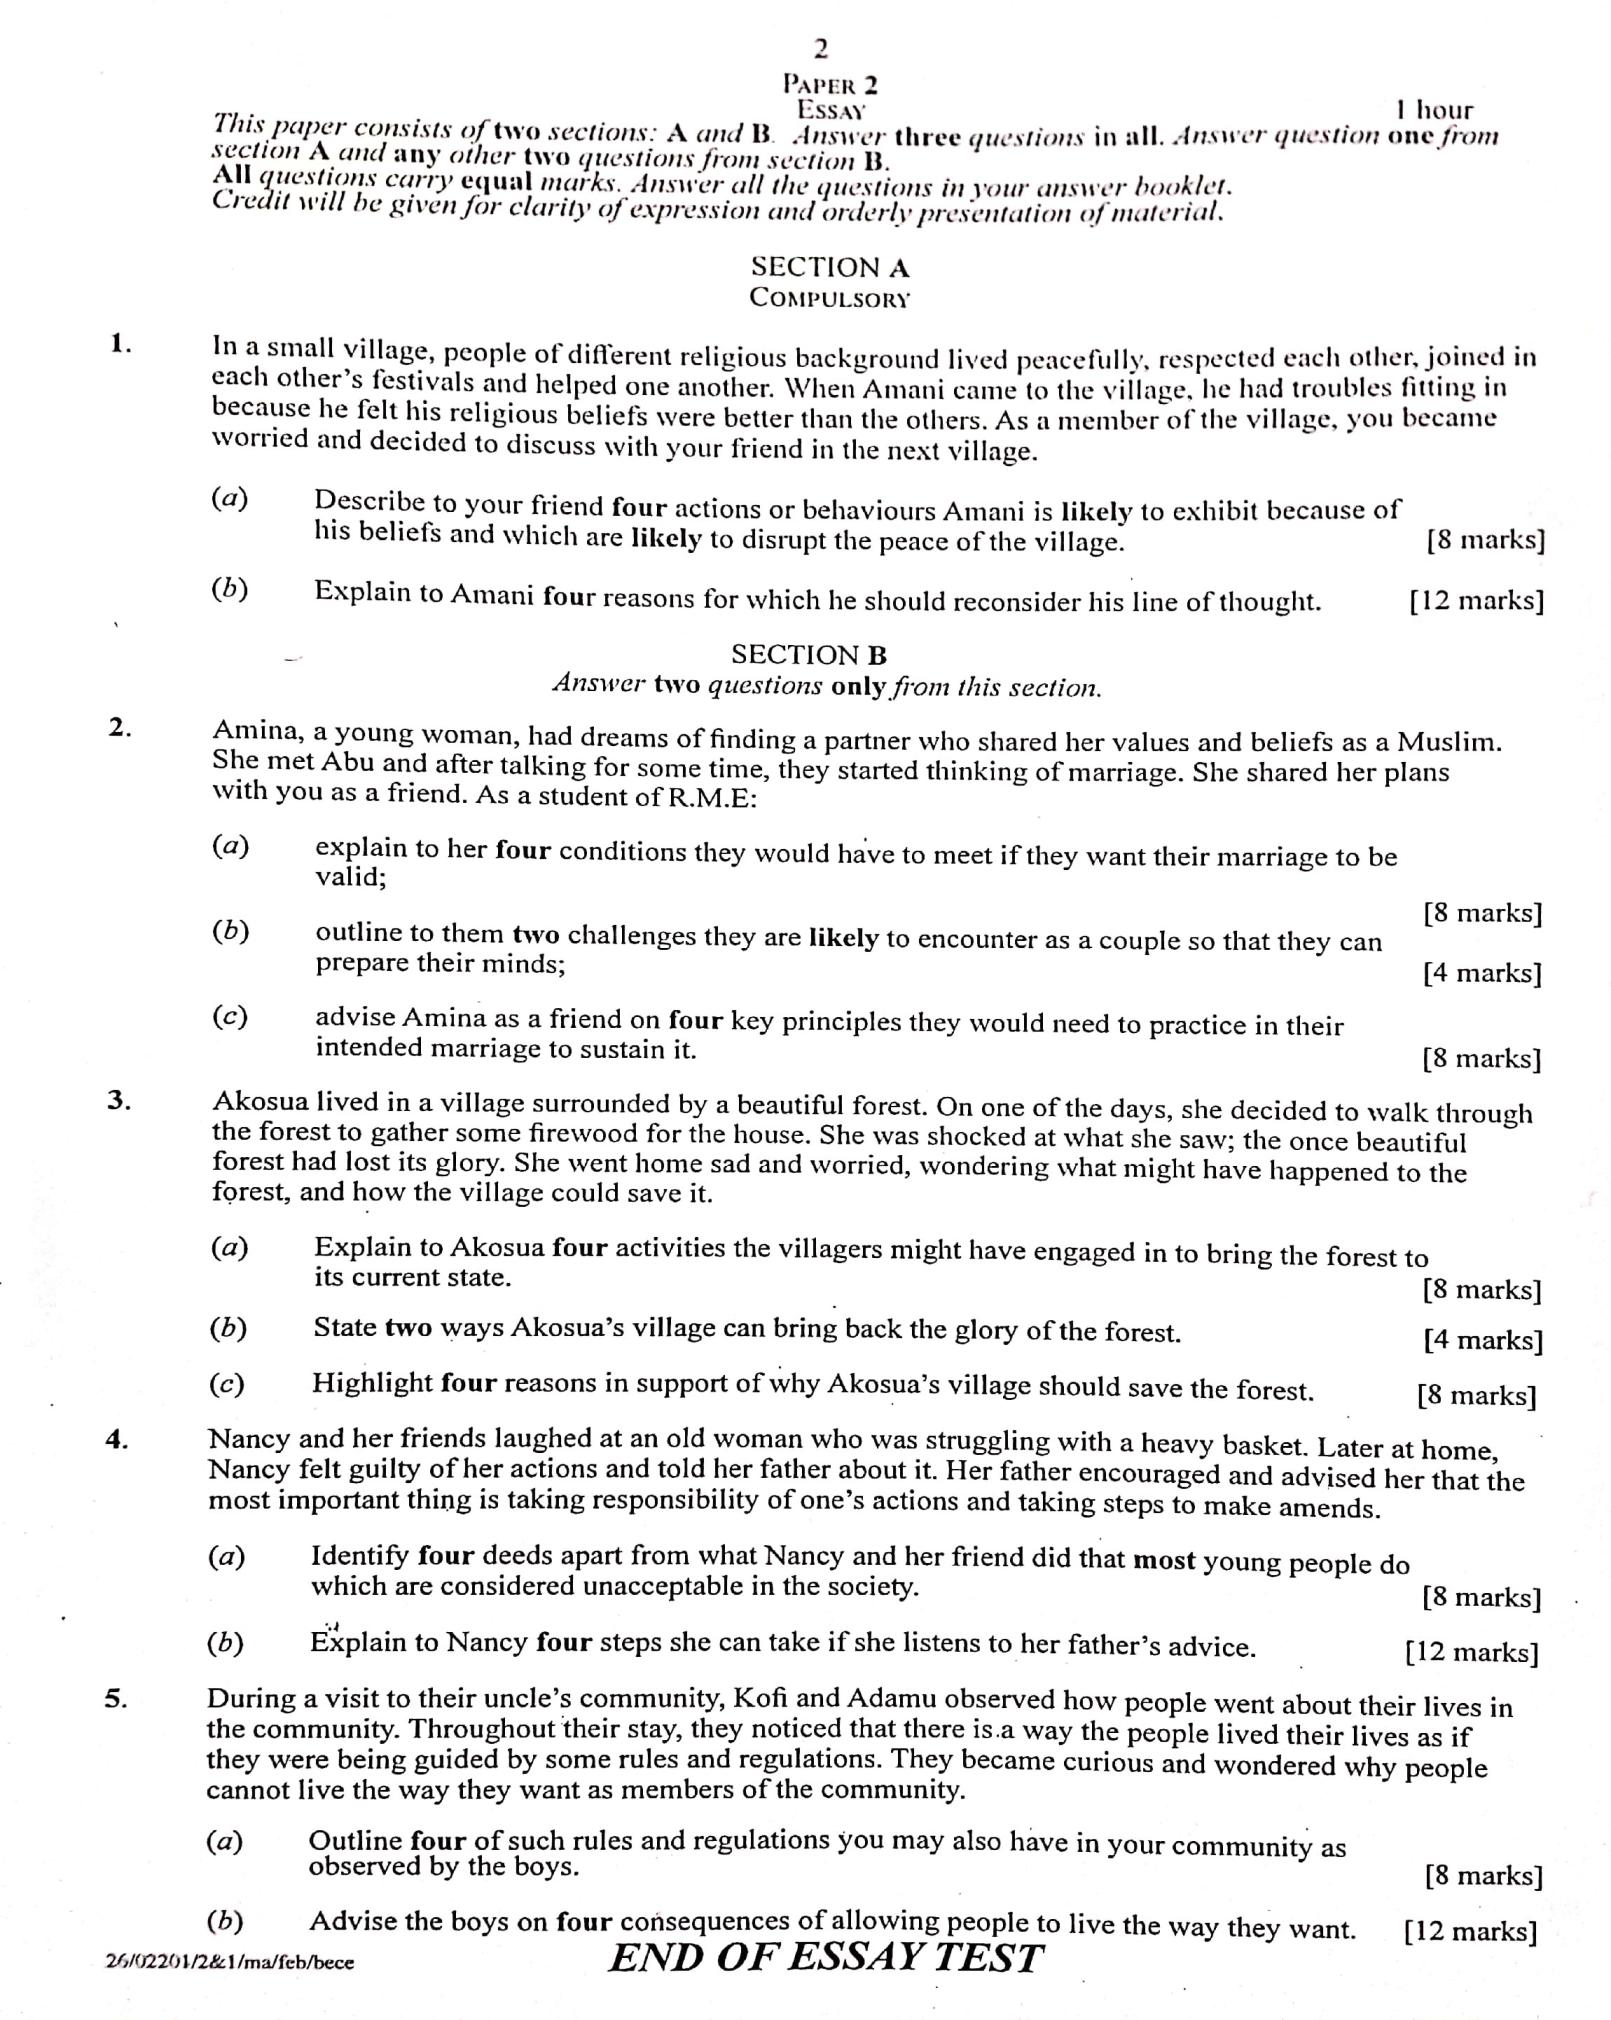 2
PAPER 2
ESSAY
1 hour
This paper consists of two sections: A and B. Answer three questions in all. Answer question one from
section A and any other two questions from section B.
All questions carry equal marks. Answer all the questions in your answer booklet.
Credit will be given for clarity of expression and orderly presentation of material.
SECTION A
COMPULSORY
1. In a small village, people of different religious background lived peacefully, respected each other, joined in
each other's festivals and helped one another. When Amani came to the village, he had troubles fitting in
because he felt his religious beliefs were better than the others. As a member of the village, you became
worried and decided to discuss with your friend in the next village.
(a) Describe to your friend four actions or behaviours Amani is likely to exhibit because of
his beliefs and which are likely to disrupt the peace of the village. [8 marks]
(b) Explain to Amani four reasons for which he should reconsider his line of thought. [12 marks]
SECTION B
Answer two questions only from this section.
2. Amina, a young woman, had dreams of finding a partner who shared her values and beliefs as a Muslim.
She met Abu and after talking for some time, they started thinking of marriage. She shared her plans
with you as a friend. As a student of R.M.E:
(a) explain to her four conditions they would have to meet if they want their marriage to be
valid;
[8 marks]
(b) outline to them two challenges they are likely to encounter as a couple so that they can
prepare their minds; [4 marks]
(c) advise Amina as a friend on four key principles they would need to practice in their
intended marriage to sustain it. [8 marks]
3. Akosua lived in a village surrounded by a beautiful forest. On one of the days, she decided to walk through
the forest to gather some firewood for the house. She was shocked at what she saw; the once beautiful
forest had lost its glory. She went home sad and worried, wondering what might have happened to the
forest, and how the village could save it.
(a) Explain to Akosua four activities the villagers might have engaged in to bring the forest to
its current state. [8 marks]
(b) State two ways Akosua's village can bring back the glory of the forest. [4 marks]
(c) Highlight four reasons in support of why Akosua's village should save the forest. [8 marks]
4. Nancy and her friends laughed at an old woman who was struggling with a heavy basket. Later at home,
Nancy felt guilty of her actions and told her father about it. Her father encouraged and advised her that the
most important thing is taking responsibility of one's actions and taking steps to make amends.
(a) Identify four deeds apart from what Nancy and her friend did that most young people do
which are considered unacceptable in the society. [8 marks]
(b) Explain to Nancy four steps she can take if she listens to her father's advice. [12 marks]
5. During a visit to their uncle's community, Kofi and Adamu observed how people went about their lives in
the community. Throughout their stay, they noticed that there is a way the people lived their lives as if
they were being guided by some rules and regulations. They became curious and wondered why people
cannot live the way they want as members of the community.
(a) Outline four of such rules and regulations you may also have in your community as
observed by the boys. [8 marks]
(b) Advise the boys on four consequences of allowing people to live the way they want. [12 marks]
26/02201/2&1/ma/feb/bece
END OF ESSAY TEST